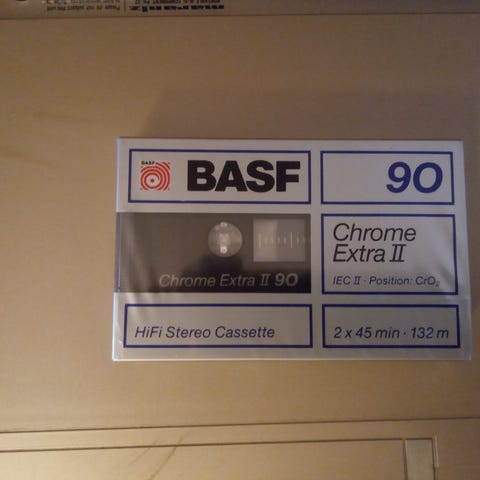 BASF
BASF
90
Chrome
Extra II
IEC II · Position: CrO₂
Chrome Extra II 90
HiFi Stereo Cassette
2 x 45 min · 132 m